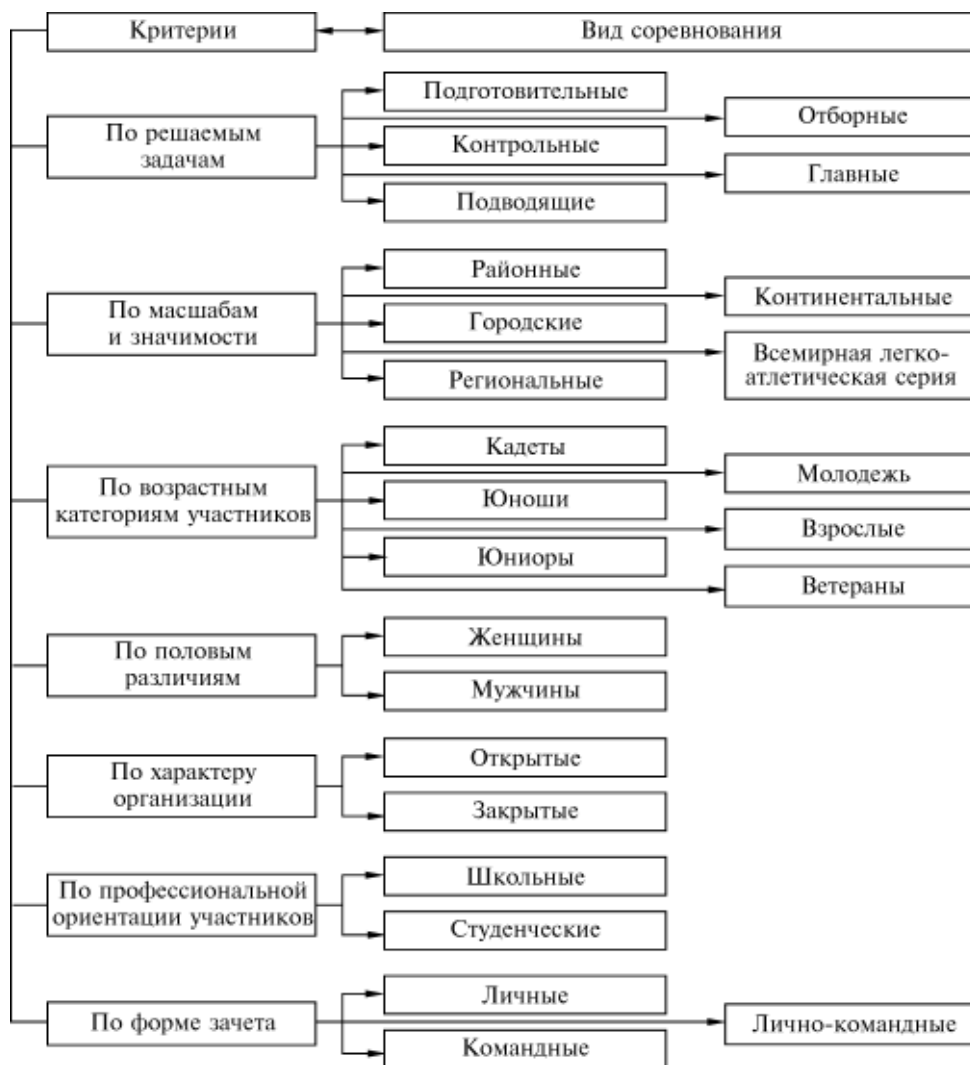 Критерии
Вид соревнования
По решаемым
задачам
Подготовительные
Отборные
Контрольные
Главные
Подводящие
По масшабам
и значимости
Районные
Континентальные
Городские
Всемирная легко-
атлетическая серия
Региональные
По возрастным
категориям участников
Кадеты
Молодежь
Юноши
Взрослые
Юниоры
Ветераны
По половым
различиям
Женщины
Мужчины
По характеру
организации
Открытые
Закрытые
По профессиональной
ориентации участников
Школьные
Студенческие
По форме зачета
Личные
Лично-командные
Командные